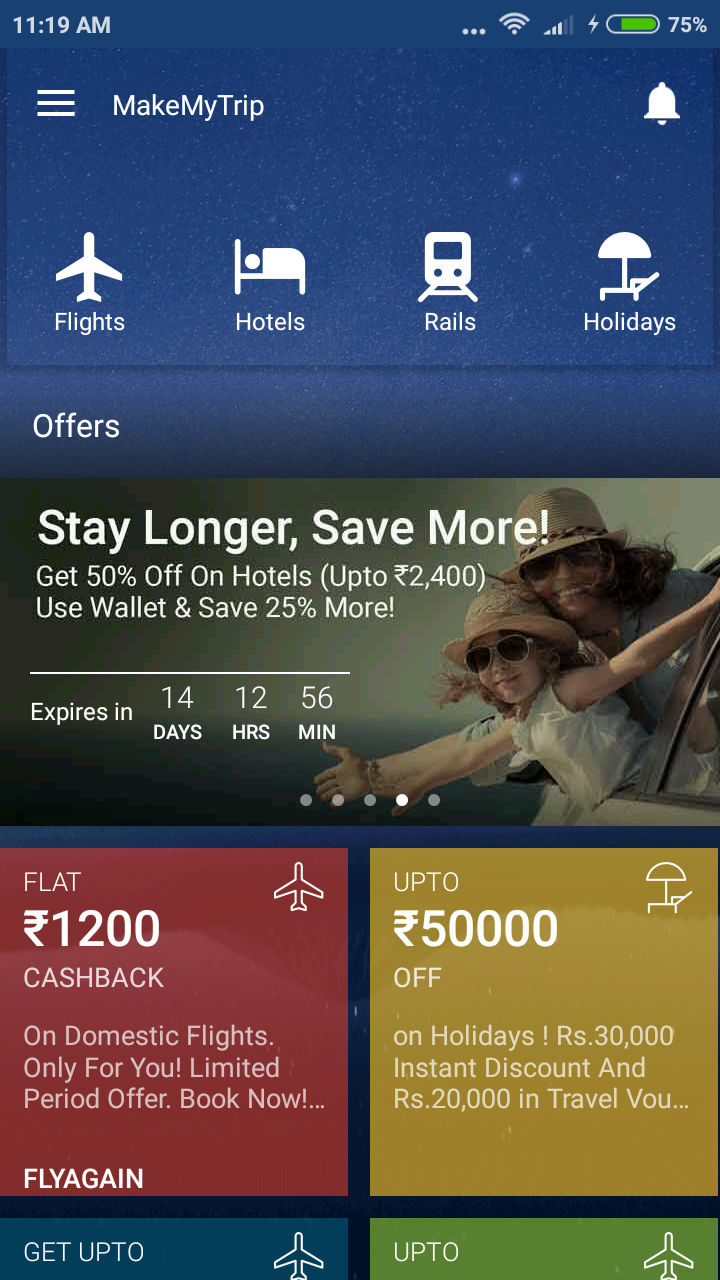 11:19 AM
75%
MakeMyTrip
Flights
Hotels
Rails
Holidays
Offers
Stay Longer, Save More!
Get 50% Off On Hotels (Upto ₹2,400)
Use Wallet & Save 25% More!
Expires in
14 12 56
DAYS HRS MIN
FLAT
₹1200
CASHBACK
On Domestic Flights.
Only For You! Limited
Period Offer. Book Now!...
FLYAGAIN
UPTO
₹50000
OFF
on Holidays ! Rs.30,000
Instant Discount And
Rs.20,000 in Travel Vou...
GET UPTO
UPTO